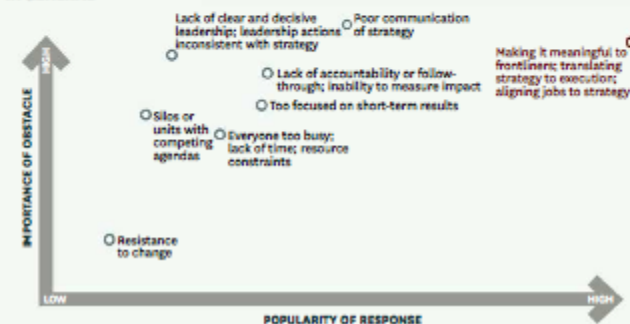 Lack of clear and decisive
leadership; leadership actions
inconsistent with strategy
Poor communication
of strategy
Making it meaningful to
frontliners; translating
strategy to execution;
aligning jobs to strategy
Lack of accountability or follow-
through; inability to measure impact
Too focused on short-term results
Silos or
units with
competing
agendas
Everyone too busy;
lack of time; resource
constraints
Resistance
to change
HIGH
IMPORTANCE OF OBSTACLE
LOW
HIGH
POPULARITY OF RESPONSE